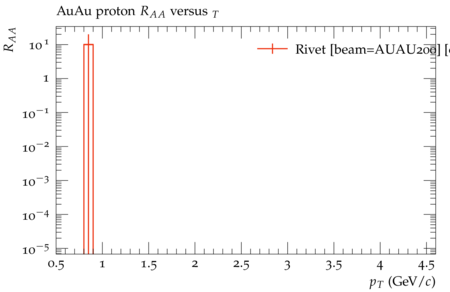 AuAu proton R_AA versus _T
R_AA
Rivet [beam=AUAU200] [
10^1
1
10^−1
10^−2
10^−3
10^−4
10^−5
0.5 1 1.5 2 2.5 3 3.5 4 4.5
p_T (GeV/c)